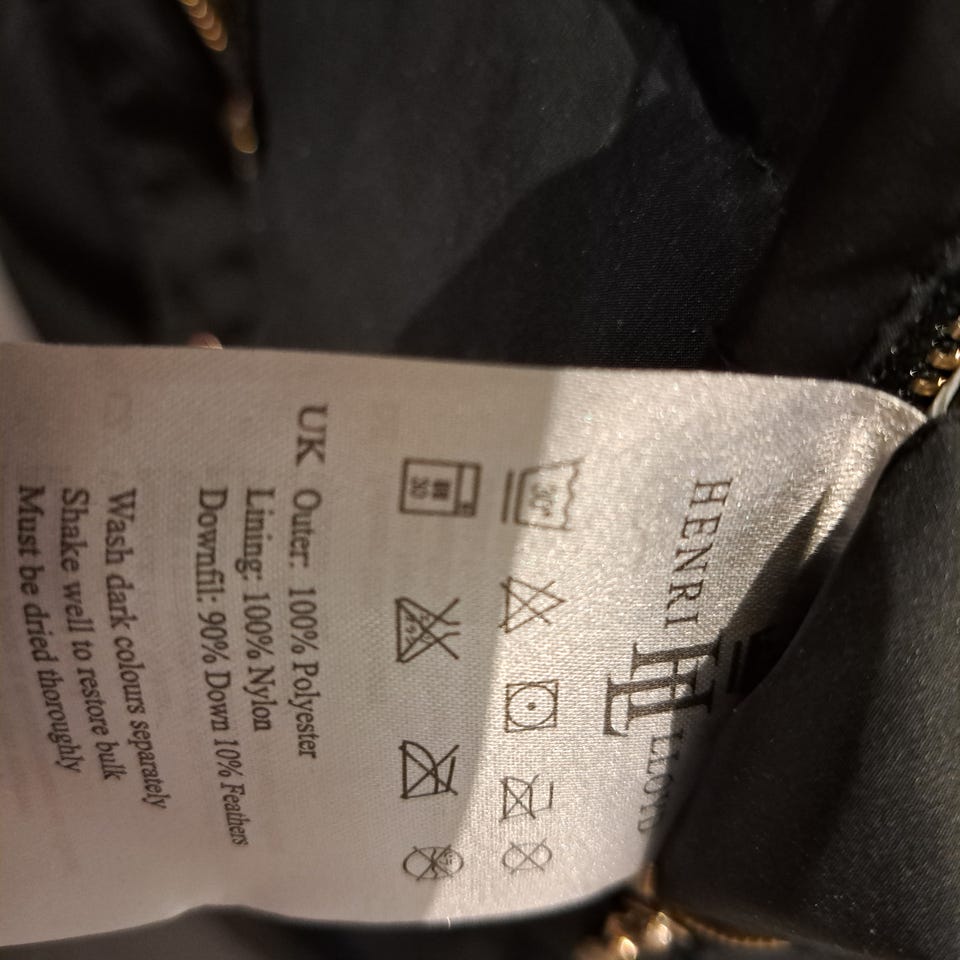 HENRI HL LLOYD
30°
30
UK Outer: 100% Polyester
Lining: 100% Nylon
Downfil: 90% Down 10% Feathers
Wash dark colours separately
Shake well to restore bulk
Must be dried thoroughly